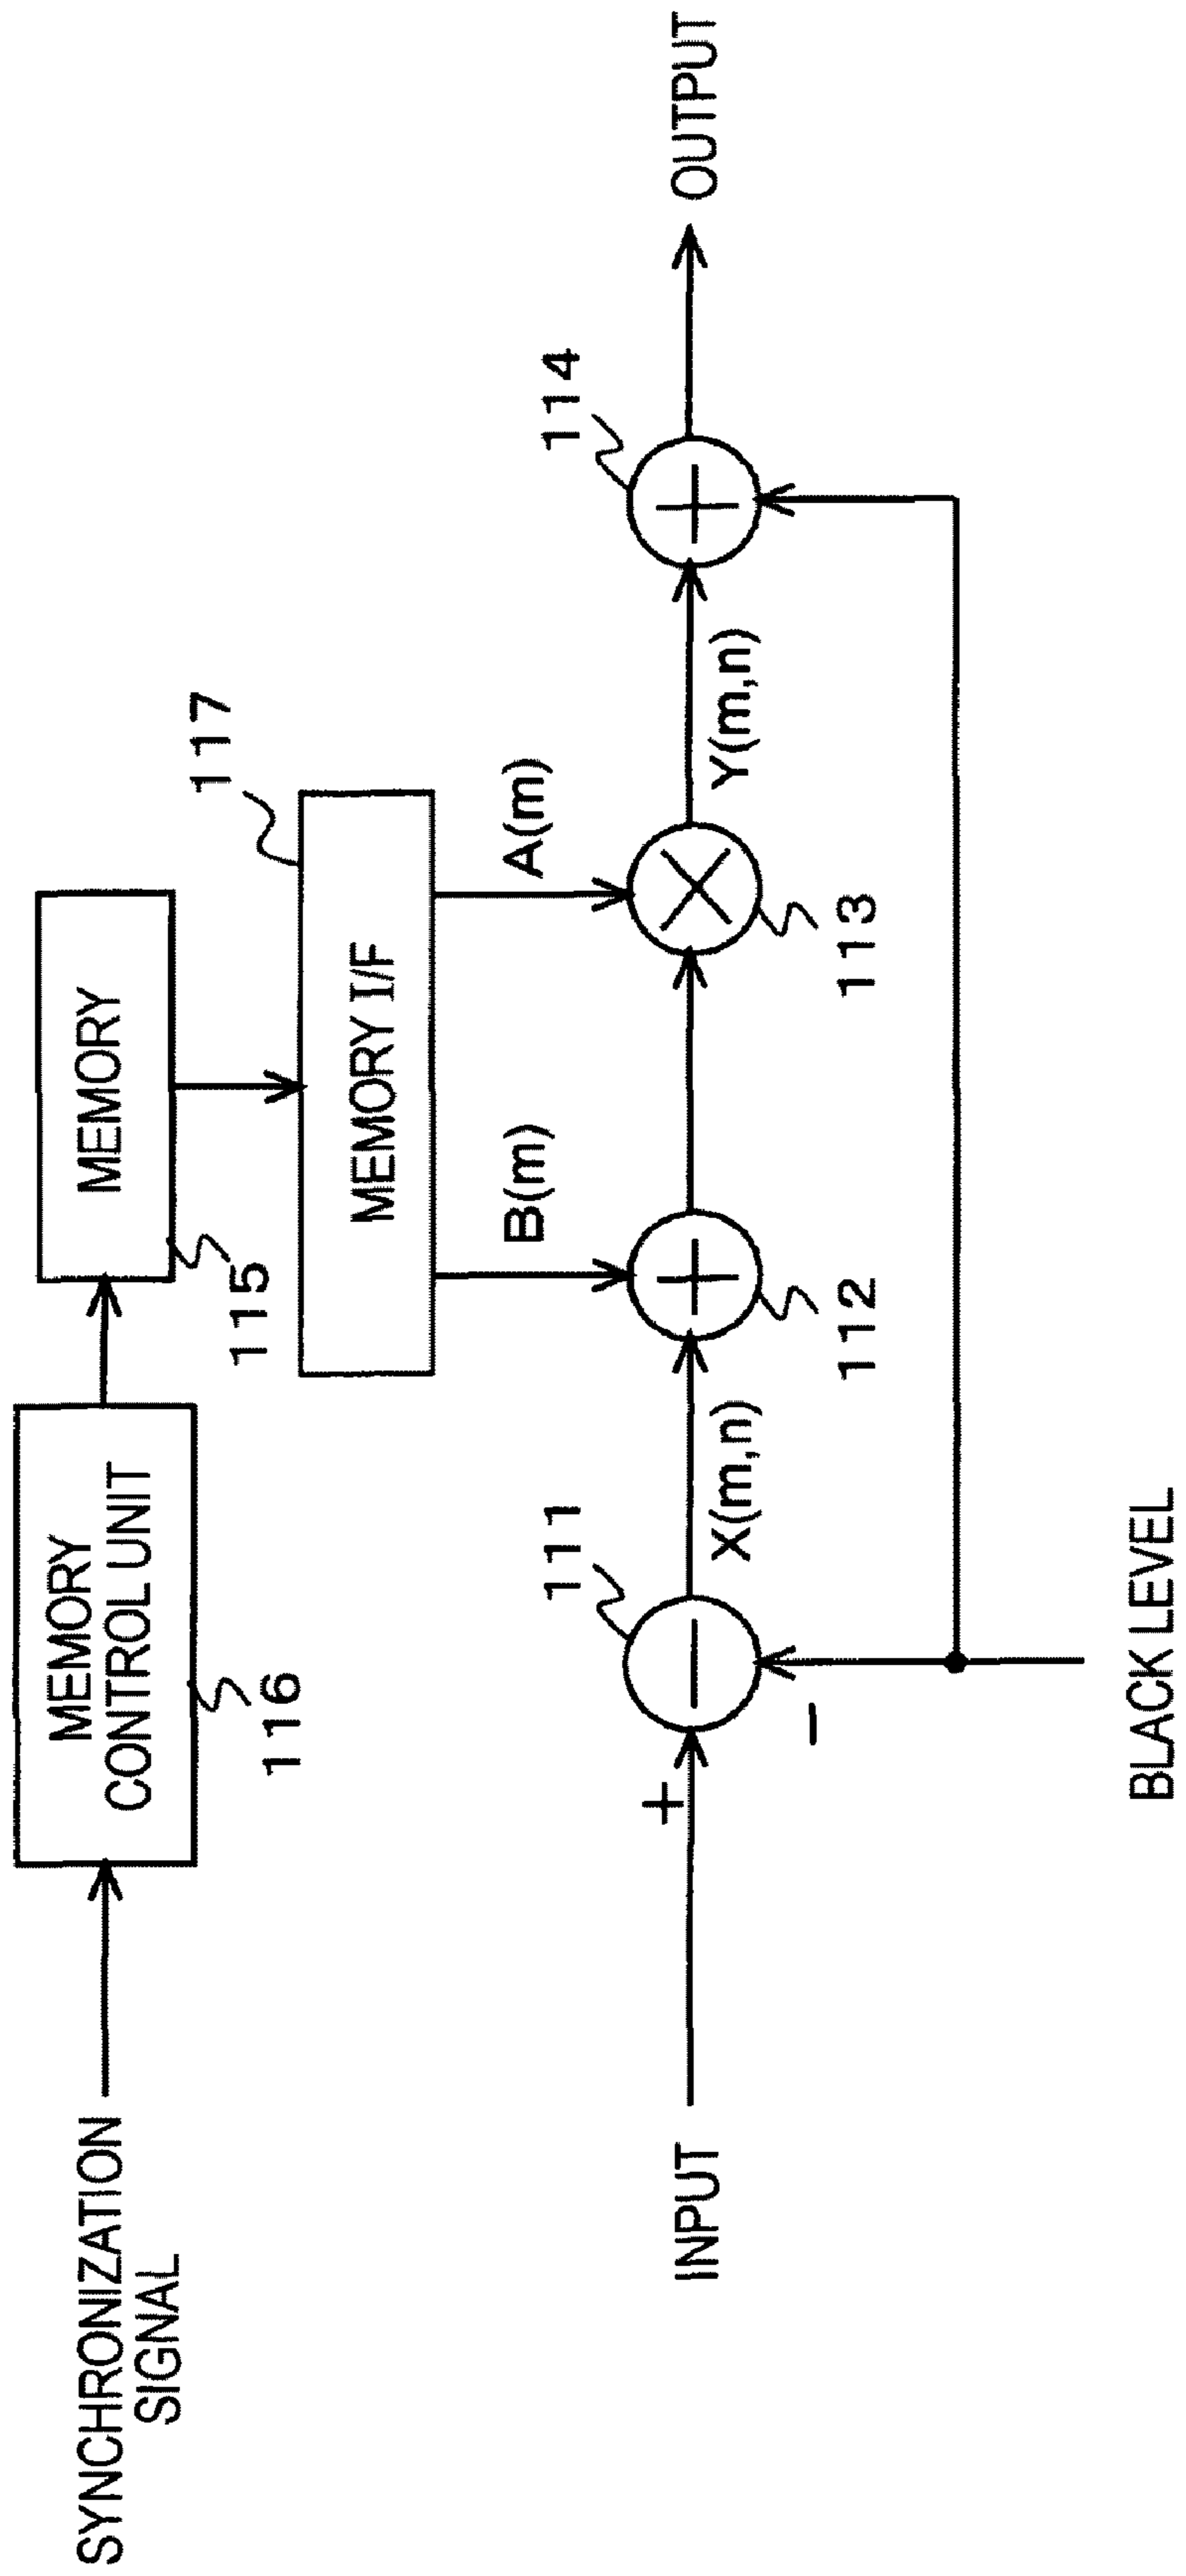 SYNCHRONIZATION
SIGNAL
MEMORY
CONTROL UNIT
116
MEMORY
115
MEMORY I/F
117
B(m)
A(m)
INPUT
+
−
111
X(m,n)
112
113
Y(m,n)
114
OUTPUT
BLACK LEVEL